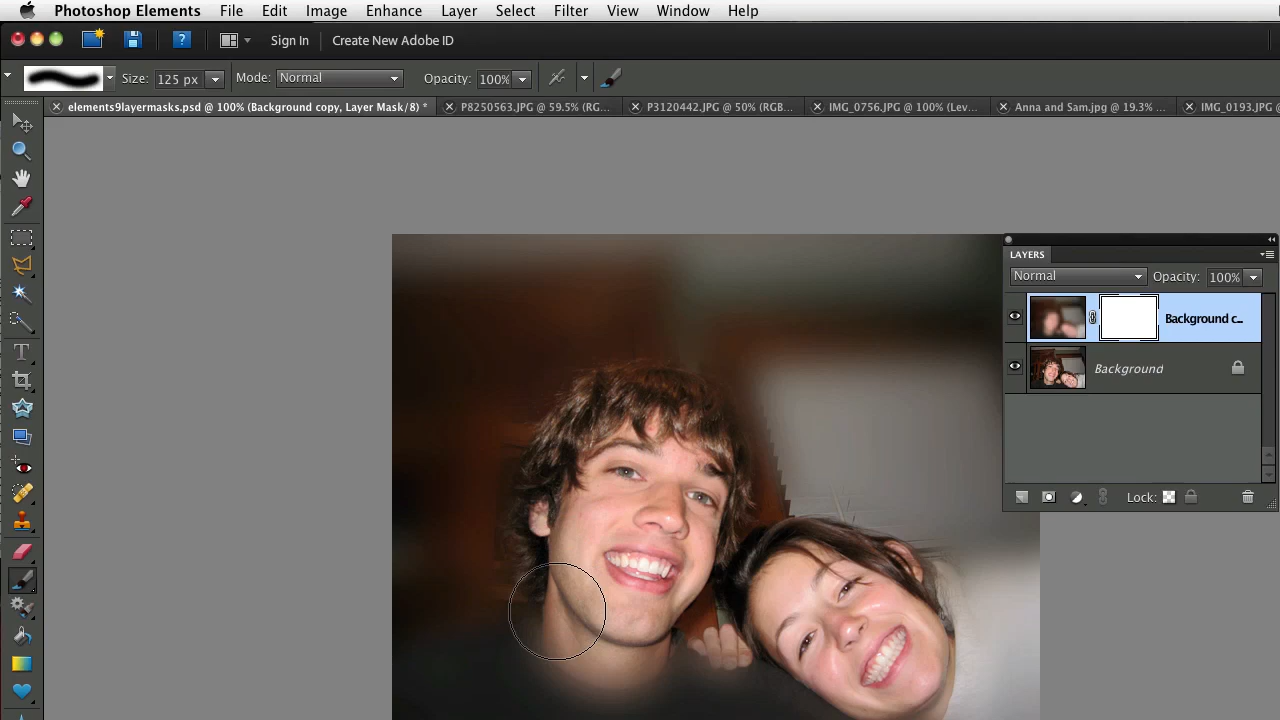 Photoshop Elements File Edit Image Enhance Layer Select Filter View Window Help
? Sign In Create New Adobe ID
Size: 125 px Mode: Normal Opacity: 100%
elements9layermasks.psd @ 100% (Background copy, Layer Mask/8) * P8250563.JPG @ 59.5% (RG... P3120442.JPG @ 50% (RGB... IMG_0756.JPG @ 100% (Lev... Anna and Sam.jpg @ 19.3% ... IMG_0193.JPG @
T
LAYERS
Normal Opacity: 100%
Background c...
Background
Lock: